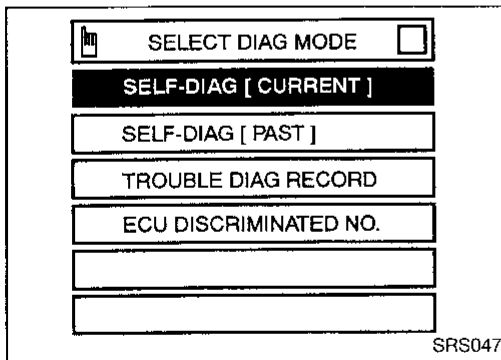 SELECT DIAG MODE
SELF-DIAG [ CURRENT ]
SELF-DIAG [ PAST ]
TROUBLE DIAG RECORD
ECU DISCRIMINATED NO.
SRS047